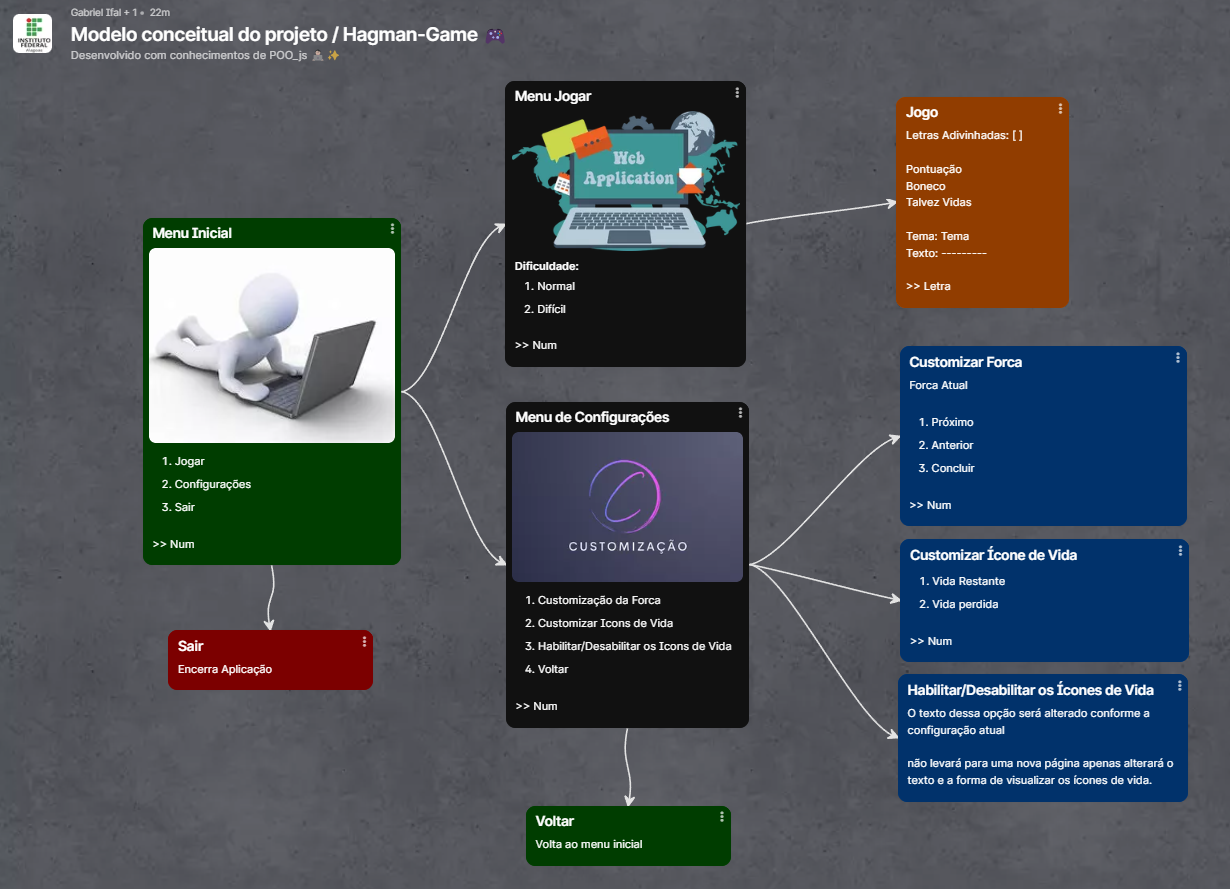 Gabriel Ifal + 1 • 22m
INSTITUTO
FEDERAL
Alagoas
Modelo conceitual do projeto / Hagman-Game 🎮
Desenvolvido com conhecimentos de POO_js
Menu Inicial
1. Jogar
2. Configurações
3. Sair
>> Num
Sair
Encerra Aplicação
Menu Jogar
Web
Application
Dificuldade:
1. Normal
2. Difícil
>> Num
Menu de Configurações
CUSTOMIZAÇÃO
1. Customização da Forca
2. Customizar Icons de Vida
3. Habilitar/Desabilitar os Icons de Vida
4. Voltar
>> Num
Voltar
Volta ao menu inicial
Jogo
Letras Adivinhadas: [ ]
Pontuação
Boneco
Talvez Vidas
Tema: Tema
Texto: ---------
>> Letra
Customizar Forca
Forca Atual
1. Próximo
2. Anterior
3. Concluir
>> Num
Customizar Ícone de Vida
1. Vida Restante
2. Vida perdida
>> Num
Habilitar/Desabilitar os Ícones de Vida
O texto dessa opção será alterado conforme a
configuração atual
não levará para uma nova página apenas alterará o
texto e a forma de visualizar os ícones de vida.